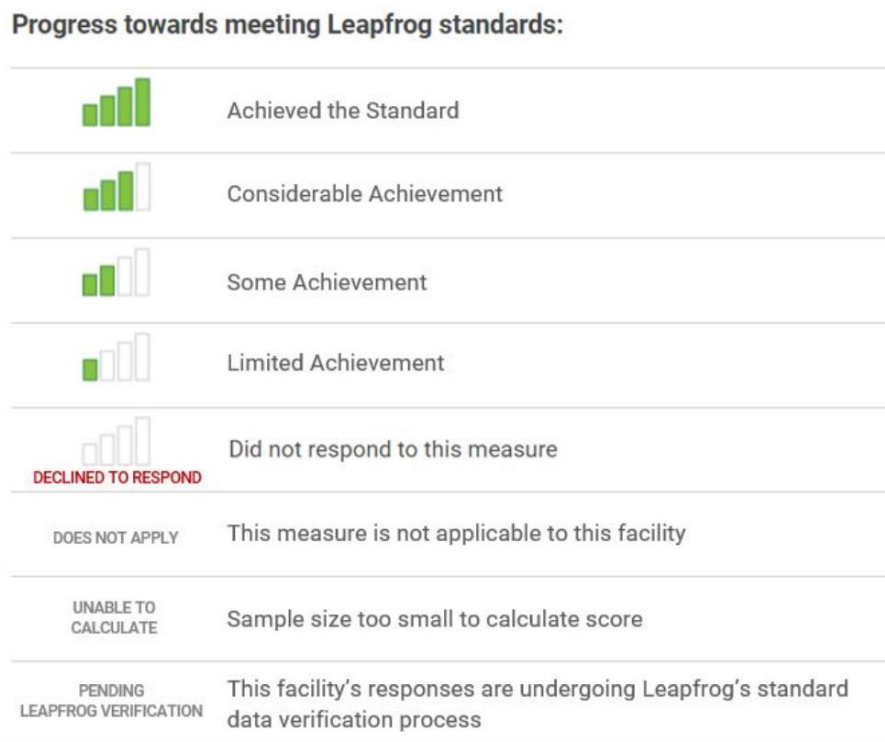 Progress towards meeting Leapfrog standards:
Achieved the Standard
Considerable Achievement
Some Achievement
Limited Achievement
DECLINED TO RESPOND
Did not respond to this measure
DOES NOT APPLY
This measure is not applicable to this facility
UNABLE TO
CALCULATE
Sample size too small to calculate score
PENDING
LEAPFROG VERIFICATION
This facility's responses are undergoing Leapfrog's standard
data verification process